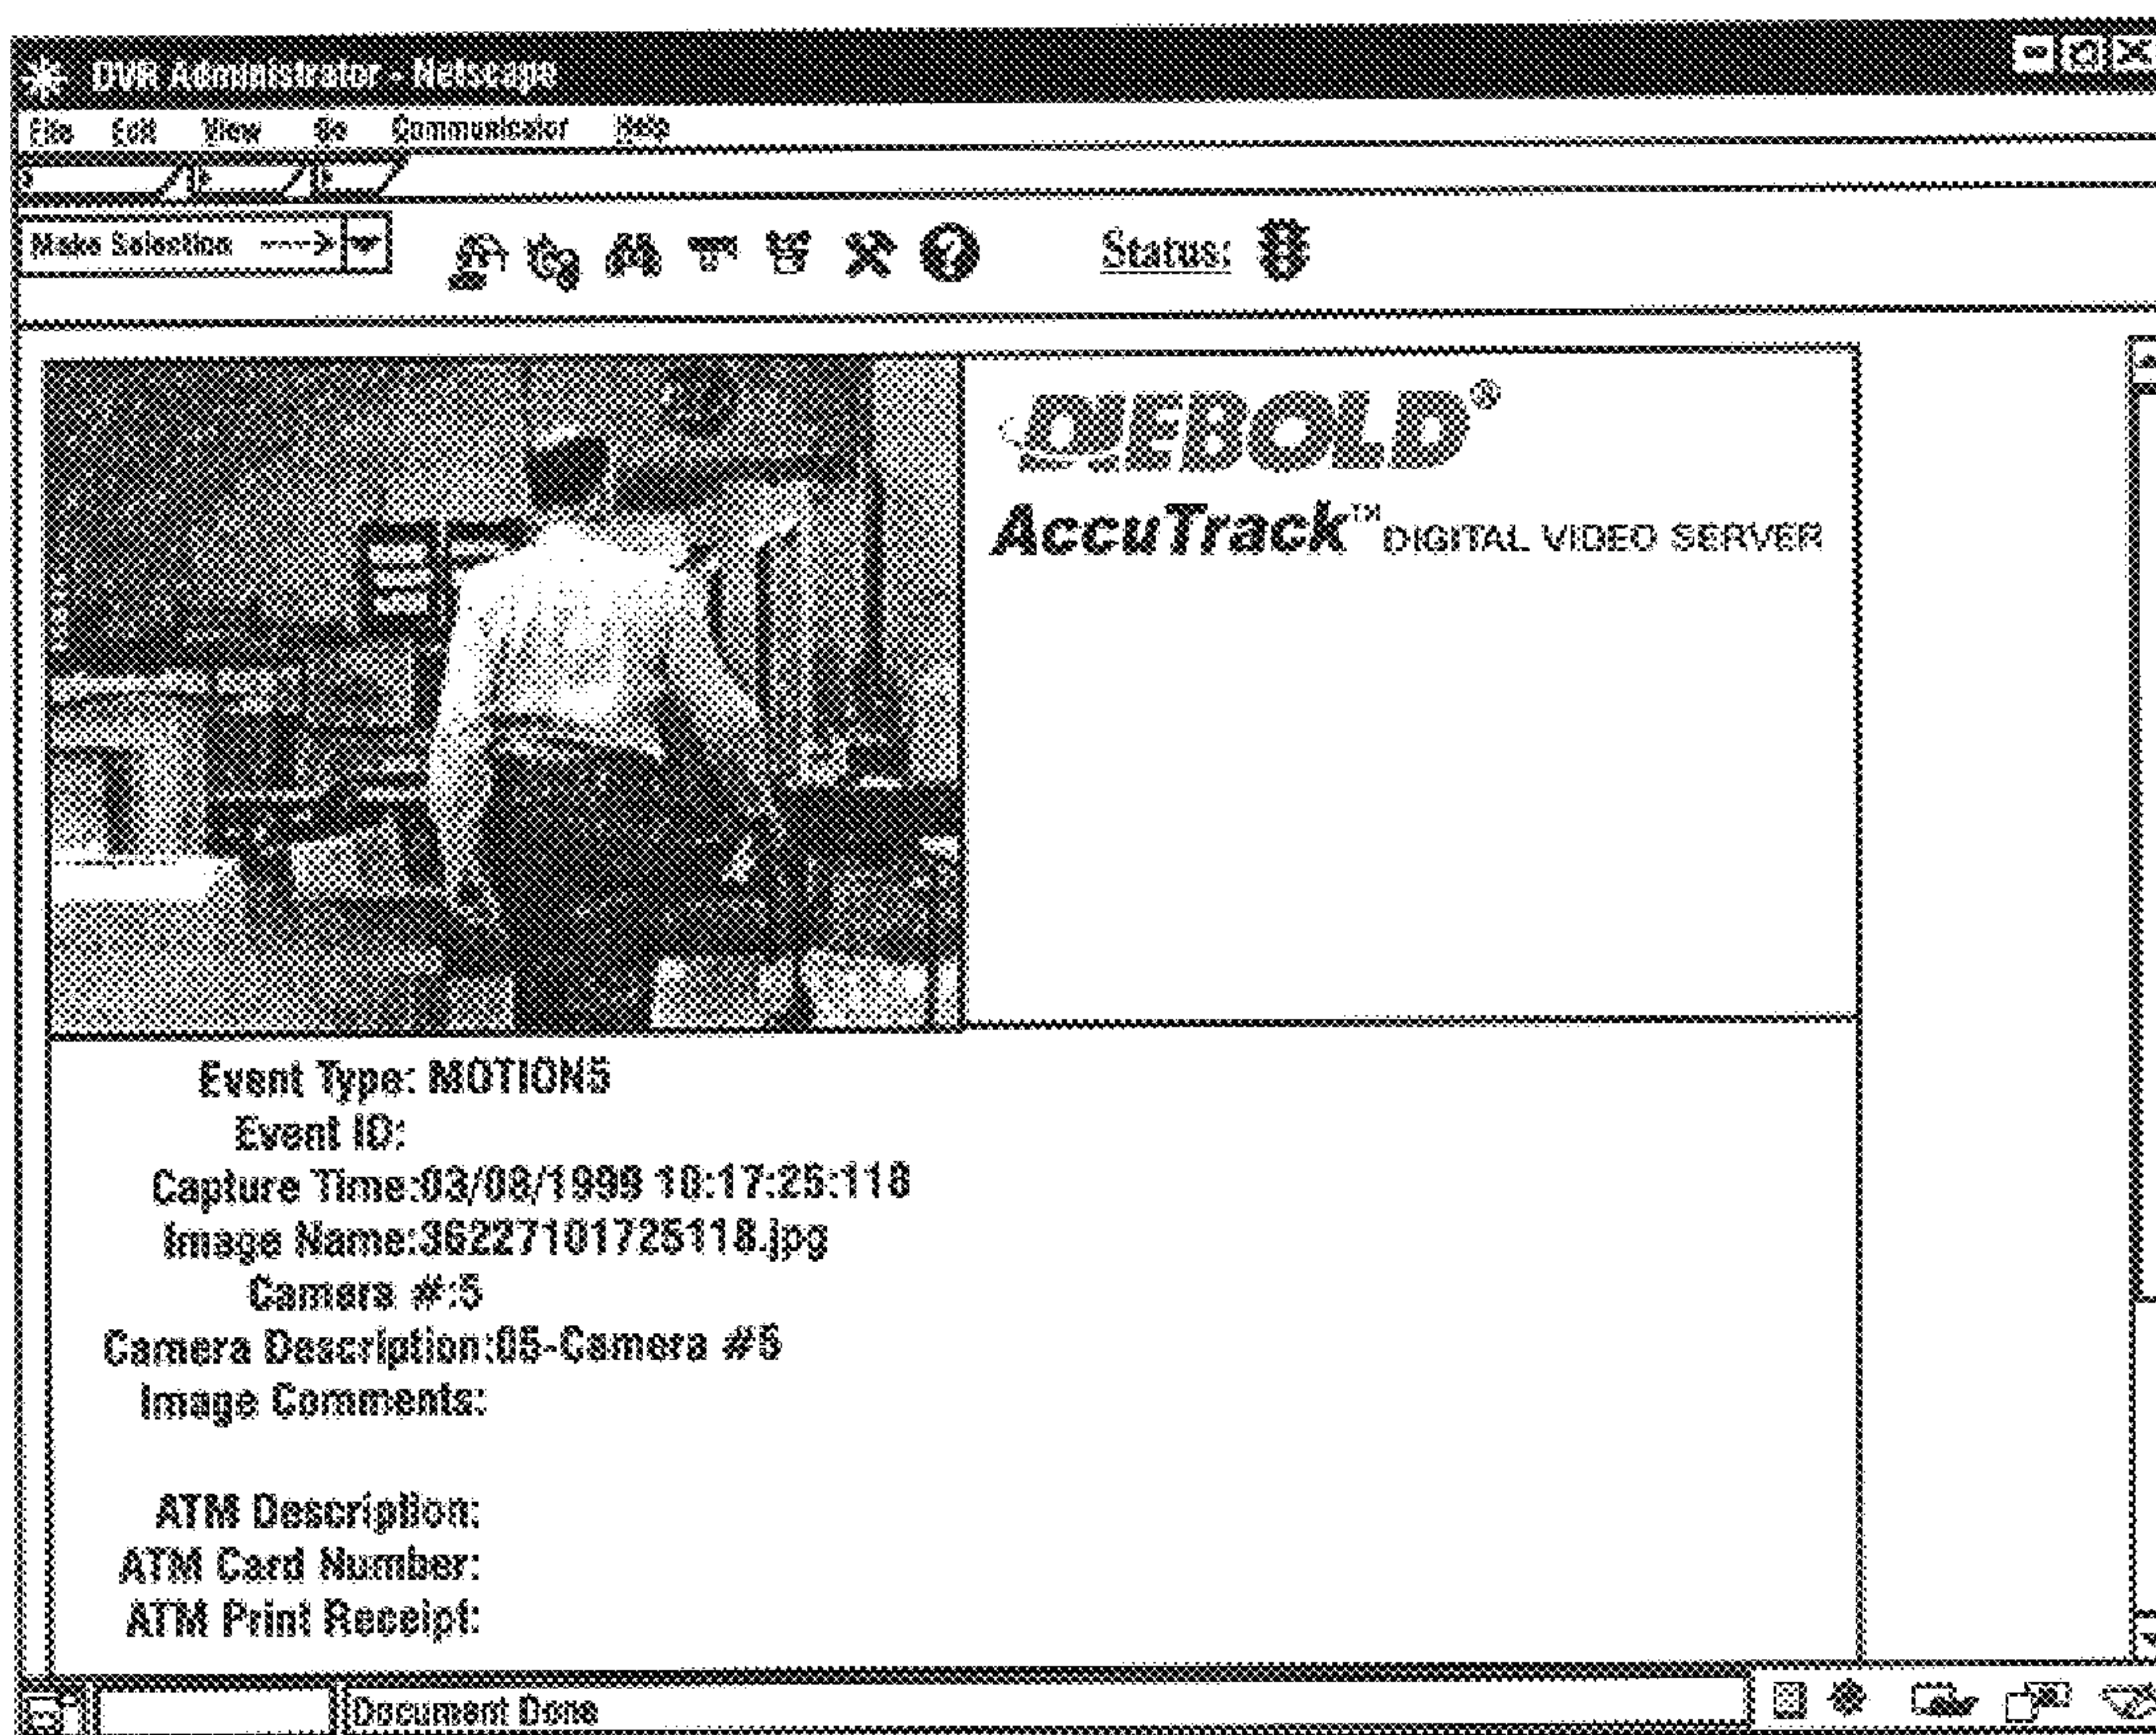 DVR Administrator - Netscape
File Edit View Go Communicator Help
Make Selection ---->
Status:
DIEBOLD®
AccuTrack™ DIGITAL VIDEO SERVER
Event Type: MOTION5
Event ID:
Capture Time:03/08/1999 10:17:25:118
Image Name:36227101725118.jpg
Camera #:5
Camera Description:05-Camera #5
Image Comments:
ATM Description:
ATM Card Number:
ATM Print Receipt:
Document Done